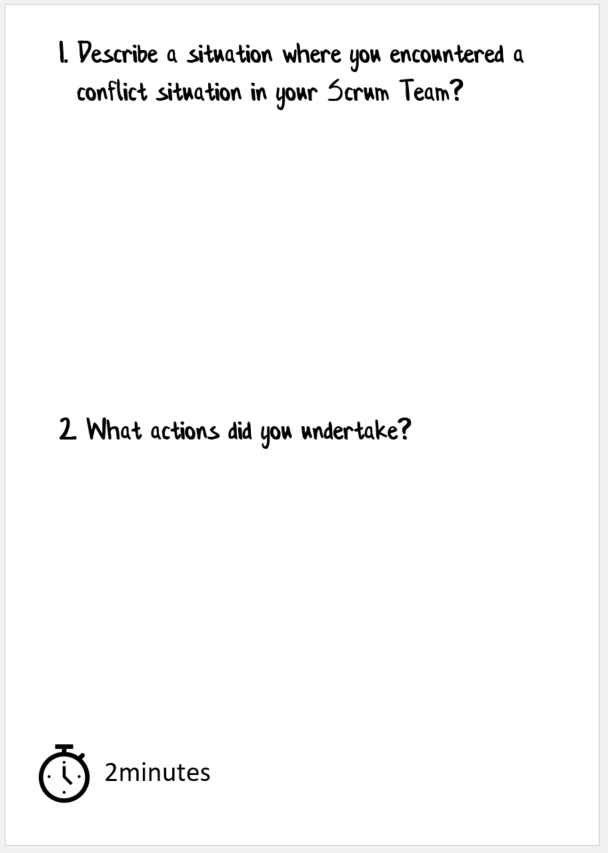 1. Describe a situation where you encountered a
conflict situation in your Scrum Team?
2 What actions did you undertake?
2minutes